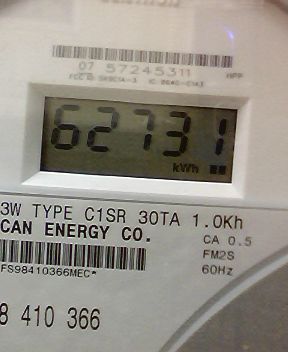 07 57245311 HPP
62731
kWh
3W TYPE C1SR 30TA 1.0Kh
CAN ENERGY CO.
CA 0.5
FM2S
FS98410366MEC*
60Hz
8 410 366